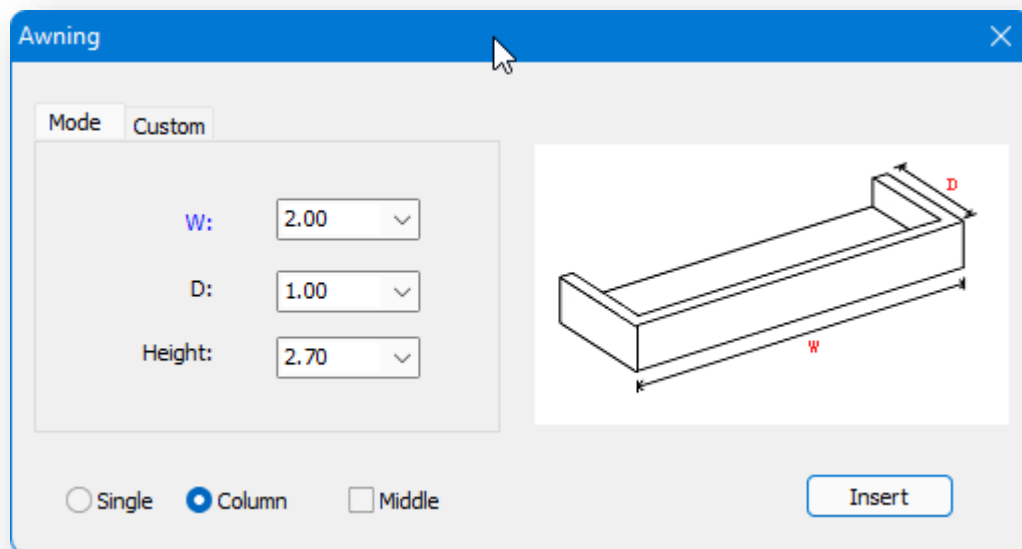 Awning
Mode Custom
W: 2.00
D: 1.00
Height: 2.70
D
W
Single Column Middle
Insert